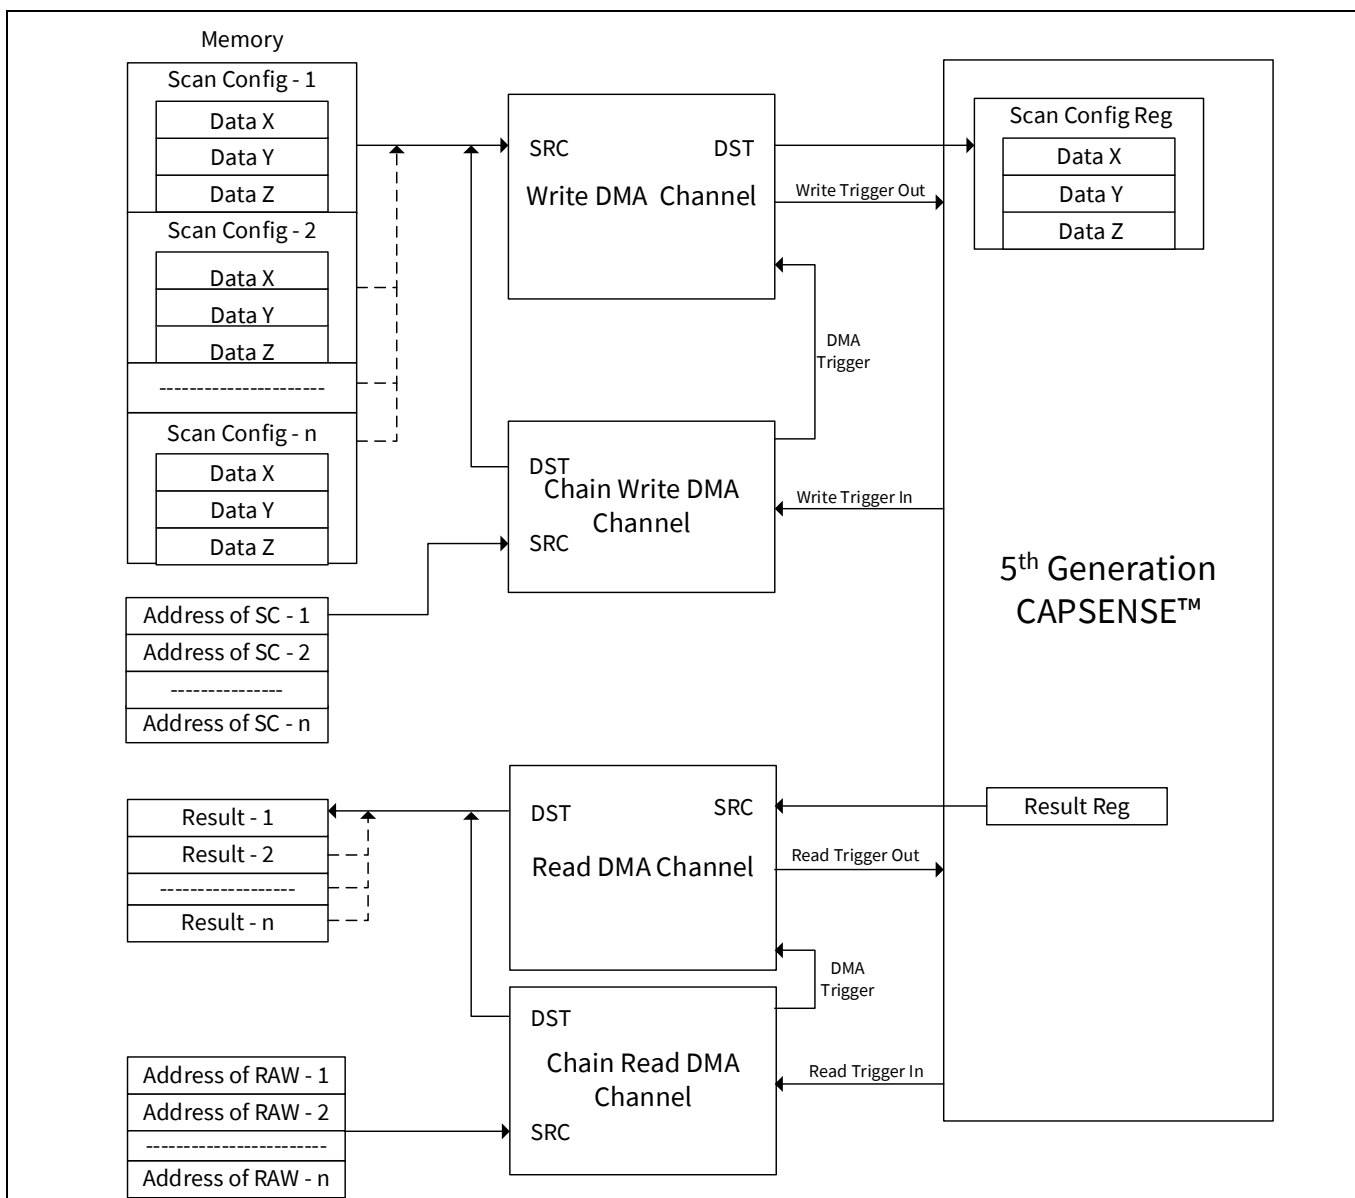 Memory
Scan Config - 1
Data X
Data Y
Data Z
Scan Config - 2
Data X
Data Y
Data Z
-----------------------
Scan Config - n
Data X
Data Y
Data Z
Address of SC - 1
Address of SC - 2
---------------
Address of SC - n
Result - 1
Result - 2
------------------
Result - n
Address of RAW - 1
Address of RAW - 2
------------------------
Address of RAW - n
SRC
DST
Write DMA Channel
Write Trigger Out
DMA
Trigger
DST
Chain Write DMA
Channel
SRC
Write Trigger In
DST
SRC
Read DMA Channel
Read Trigger Out
DMA
Trigger
DST
Chain Read DMA
Channel
SRC
Read Trigger In
Scan Config Reg
Data X
Data Y
Data Z
5th Generation
CAPSENSE™
Result Reg